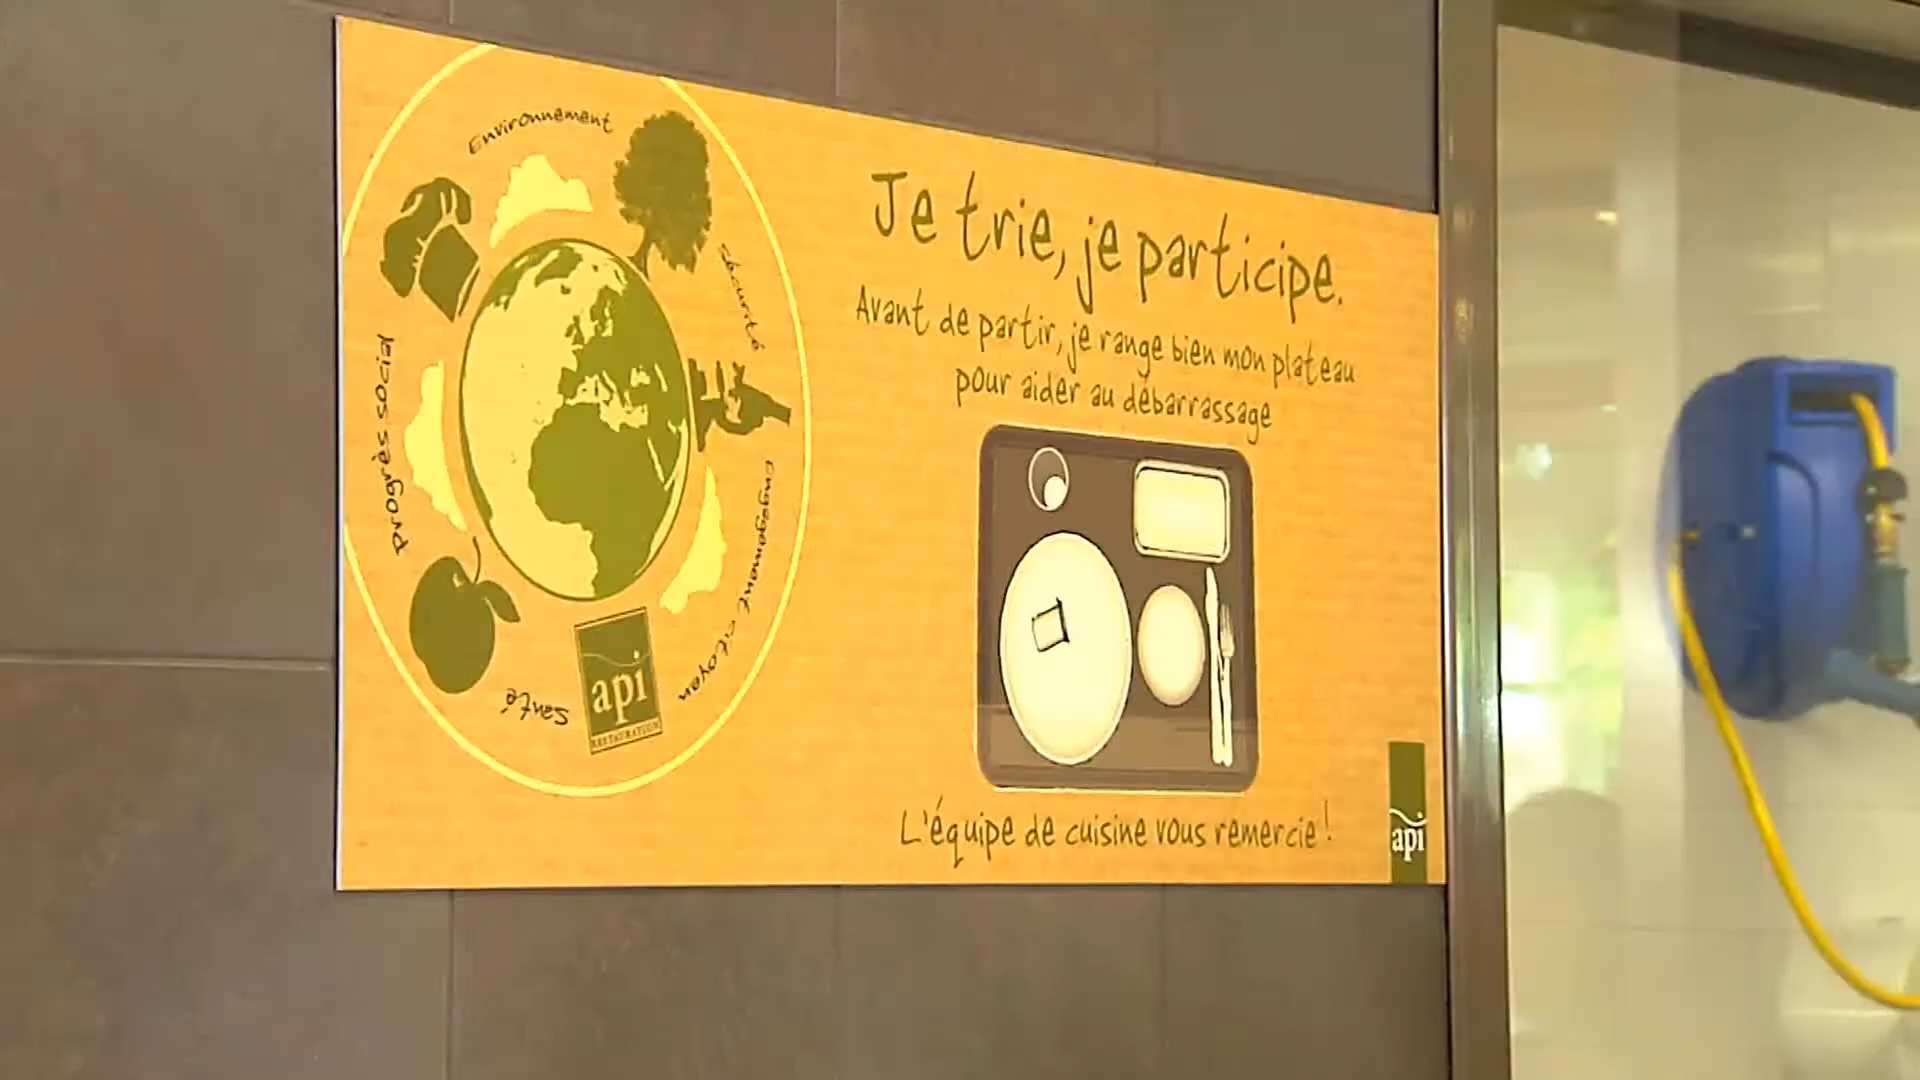 Environnement
Sécurité
Engagement citoyen
api
RESTAURATION
Santé
Progrès social
Je trie, je participe.
Avant de partir, je range bien mon plateau
pour aider au débarrassage
L'équipe de cuisine vous remercie !
api